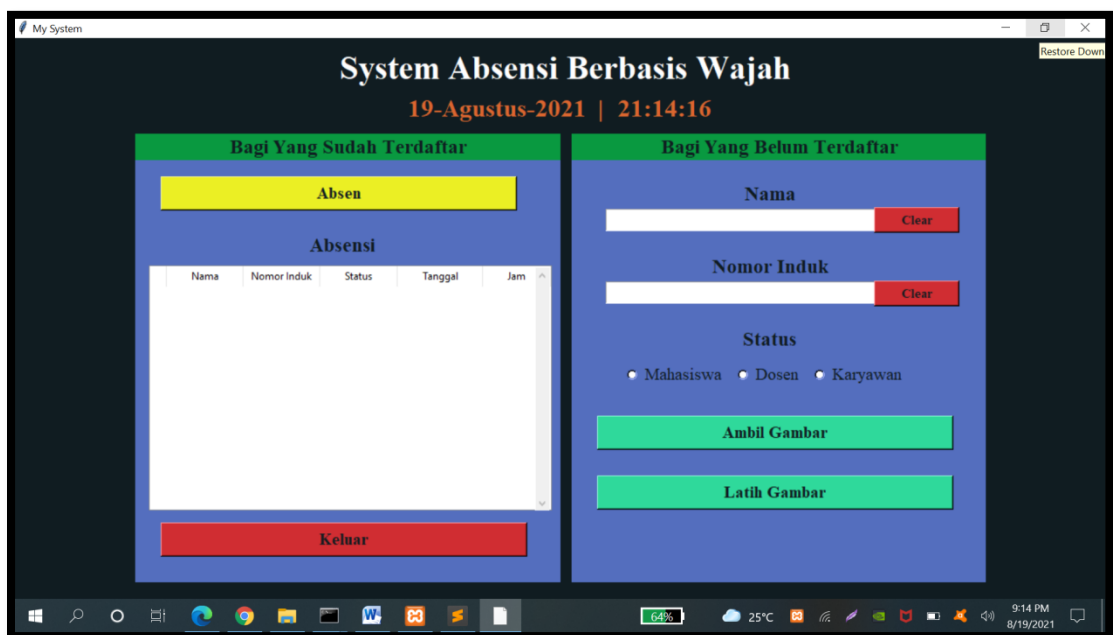 My System
Restore Down
System Absensi Berbasis Wajah
19-Agustus-2021 | 21:14:16
Bagi Yang Sudah Terdaftar
Absen
Absensi
Nama Nomor Induk Status Tanggal Jam
Keluar
Bagi Yang Belum Terdaftar
Nama
Clear
Nomor Induk
Clear
Status
Mahasiswa Dosen Karyawan
Ambil Gambar
Latih Gambar
64% 25°C 9:14 PM
8/19/2021